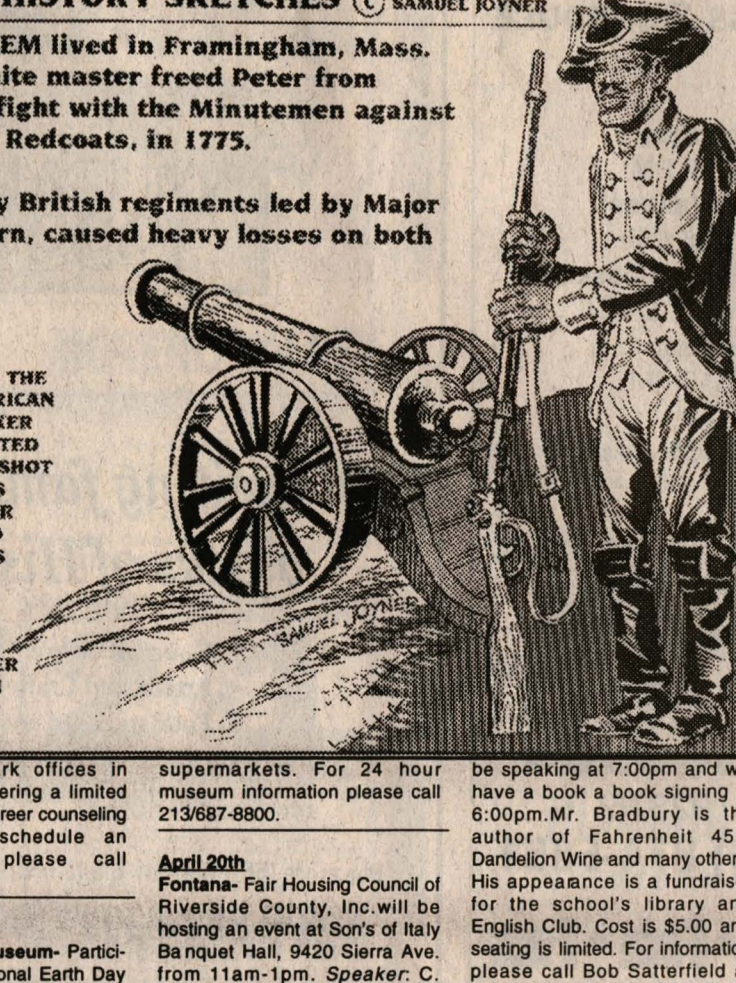 HISTORY SKETCHES © SAMUEL JOYNER
EM lived in Framingham, Mass.
ite master freed Peter from
fight with the Minutemen against
Redcoats, in 1775.
y British regiments led by Major
rn, caused heavy losses on both
THE
RICAN
KER
TED
SHOT
S
R
S
ER
SAMUEL JOYNER
rk offices in
ering a limited
reer counseling
schedule an
please call
useum- Partici-
onal Earth Day
supermarkets. For 24 hour
museum information please call
213/687-8800.
April 20th
Fontana- Fair Housing Council of
Riverside County, Inc.will be
hosting an event at Son's of Italy
Banquet Hall, 9420 Sierra Ave.
from 11am-1pm. Speaker: C.
be speaking at 7:00pm and w
have a book a book signing
6:00pm.Mr. Bradbury is th
author of Fahrenheit 45
Dandelion Wine and many other
His appearance is a fundraise
for the school's library an
English Club. Cost is $5.00 an
seating is limited. For informatio
please call Bob Satterfield a